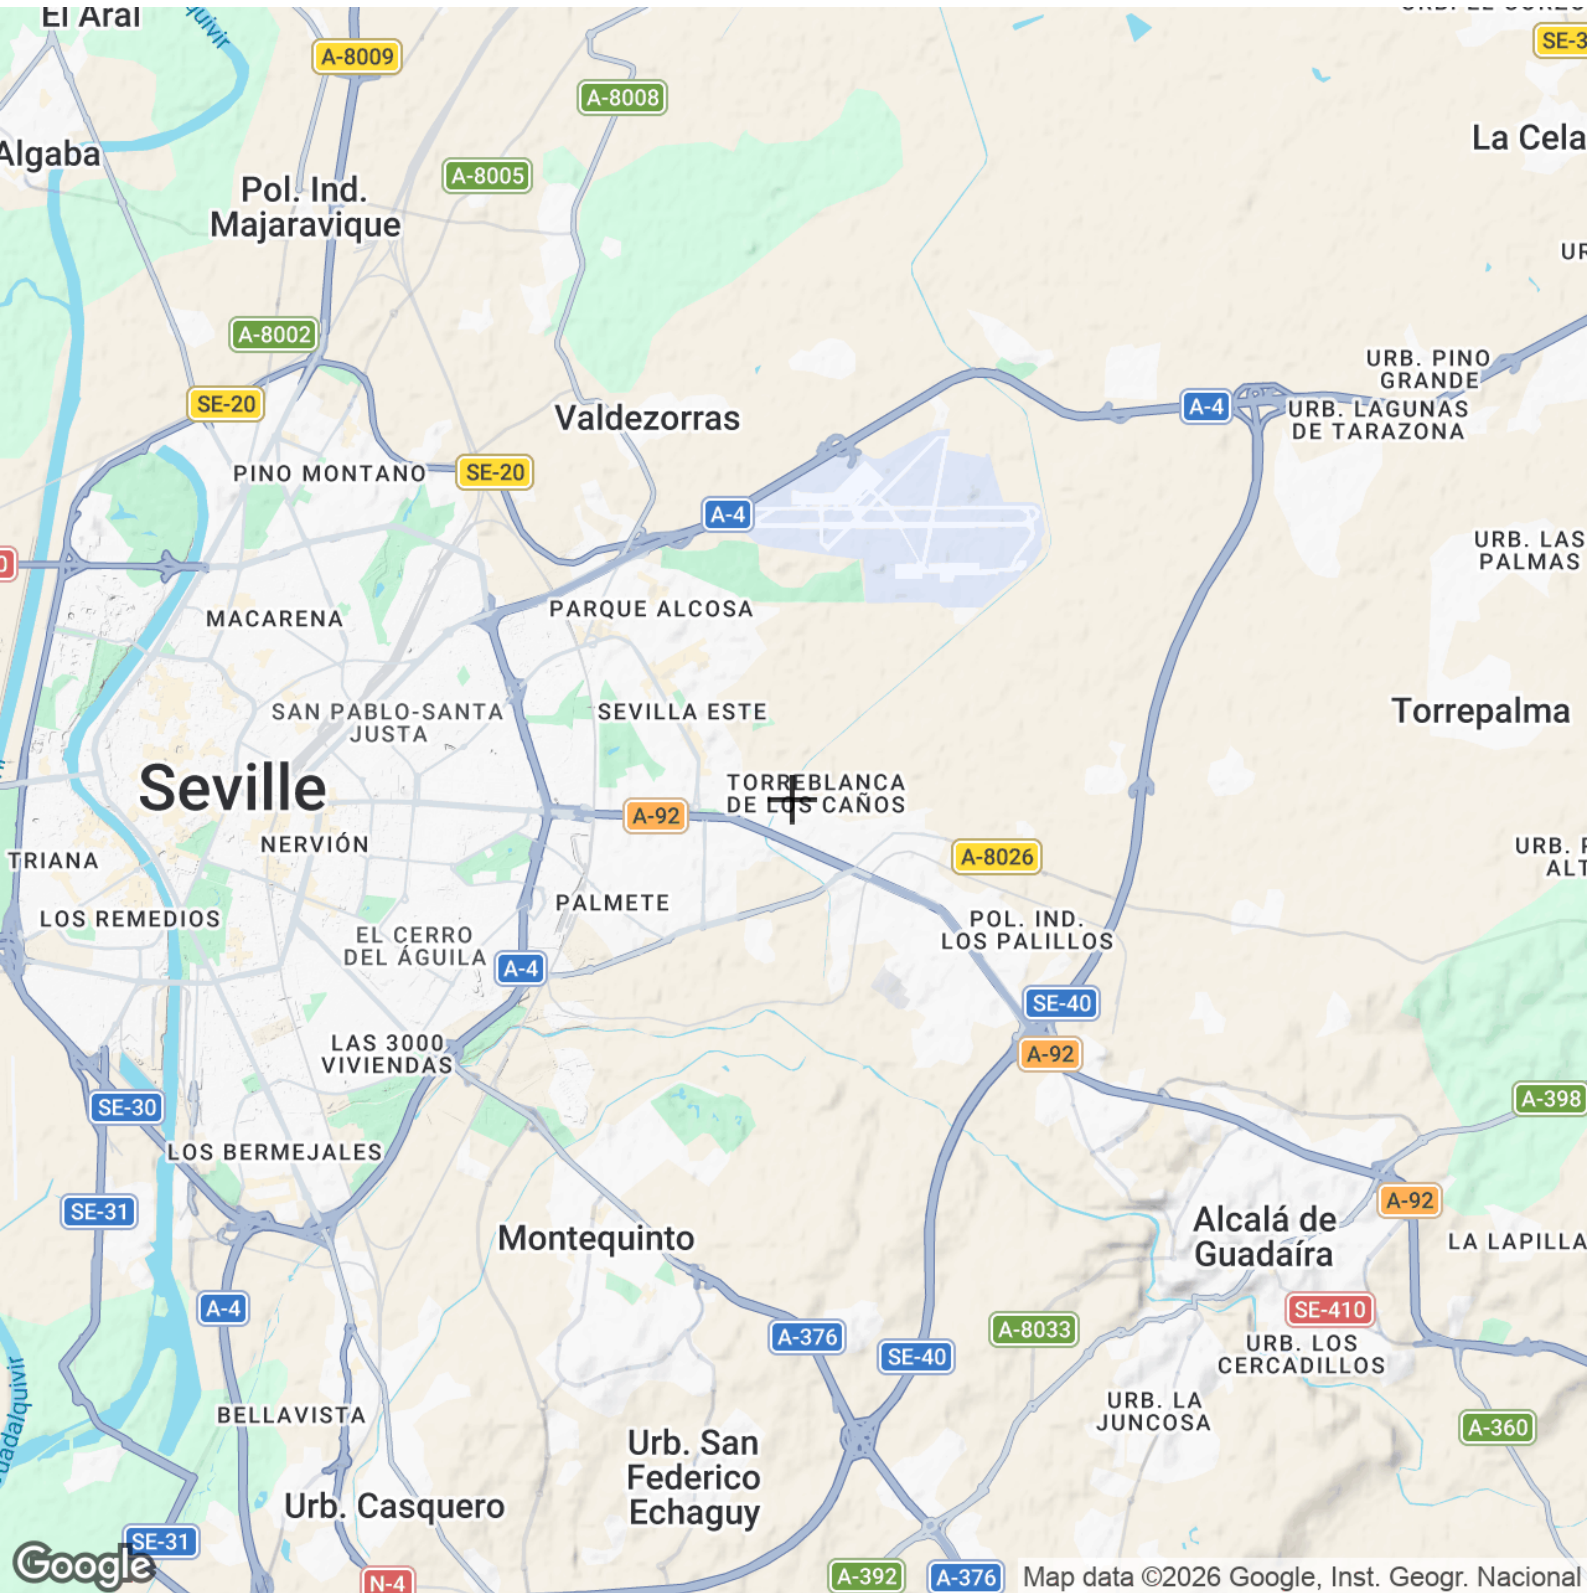 El Aral
A-8009
SE-3
A-8008
Algaba
La Cela
A-8005
Pol. Ind.
Majaravique
UR
A-8002
URB. PINO
GRANDE
SE-20
A-4
URB. LAGUNAS
DE TARAZONA
Valdezorras
PINO MONTANO
SE-20
A-4
URB. LAS
PALMAS
0
PARQUE ALCOSA
MACARENA
SAN PABLO-SANTA
JUSTA
SEVILLA ESTE
Torrepalma
Seville
TORREBLANCA
DE LOS CAÑOS
A-92
NERVIÓN
A-8026
TRIANA
URB.
ALT
PALMETE
LOS REMEDIOS
POL. IND.
LOS PALILLOS
EL CERRO
DEL ÁGUILA
A-4
SE-40
LAS 3000
VIVIENDAS
A-92
SE-30
A-398
LOS BERMEJALES
SE-31
A-92
Alcalá de
Guadaíra
Montequinto
LA LAPILLA
A-4
SE-410
A-8033
A-376
SE-40
URB. LOS
CERCADILLOS
uadalquivir
URB. LA
JUNCOSA
BELLAVISTA
A-360
Urb. San
Federico
Echaguy
Urb. Casquero
SE-31
Google
N-4
A-392
A-376
Map data ©2026 Google, Inst. Geogr. Nacional